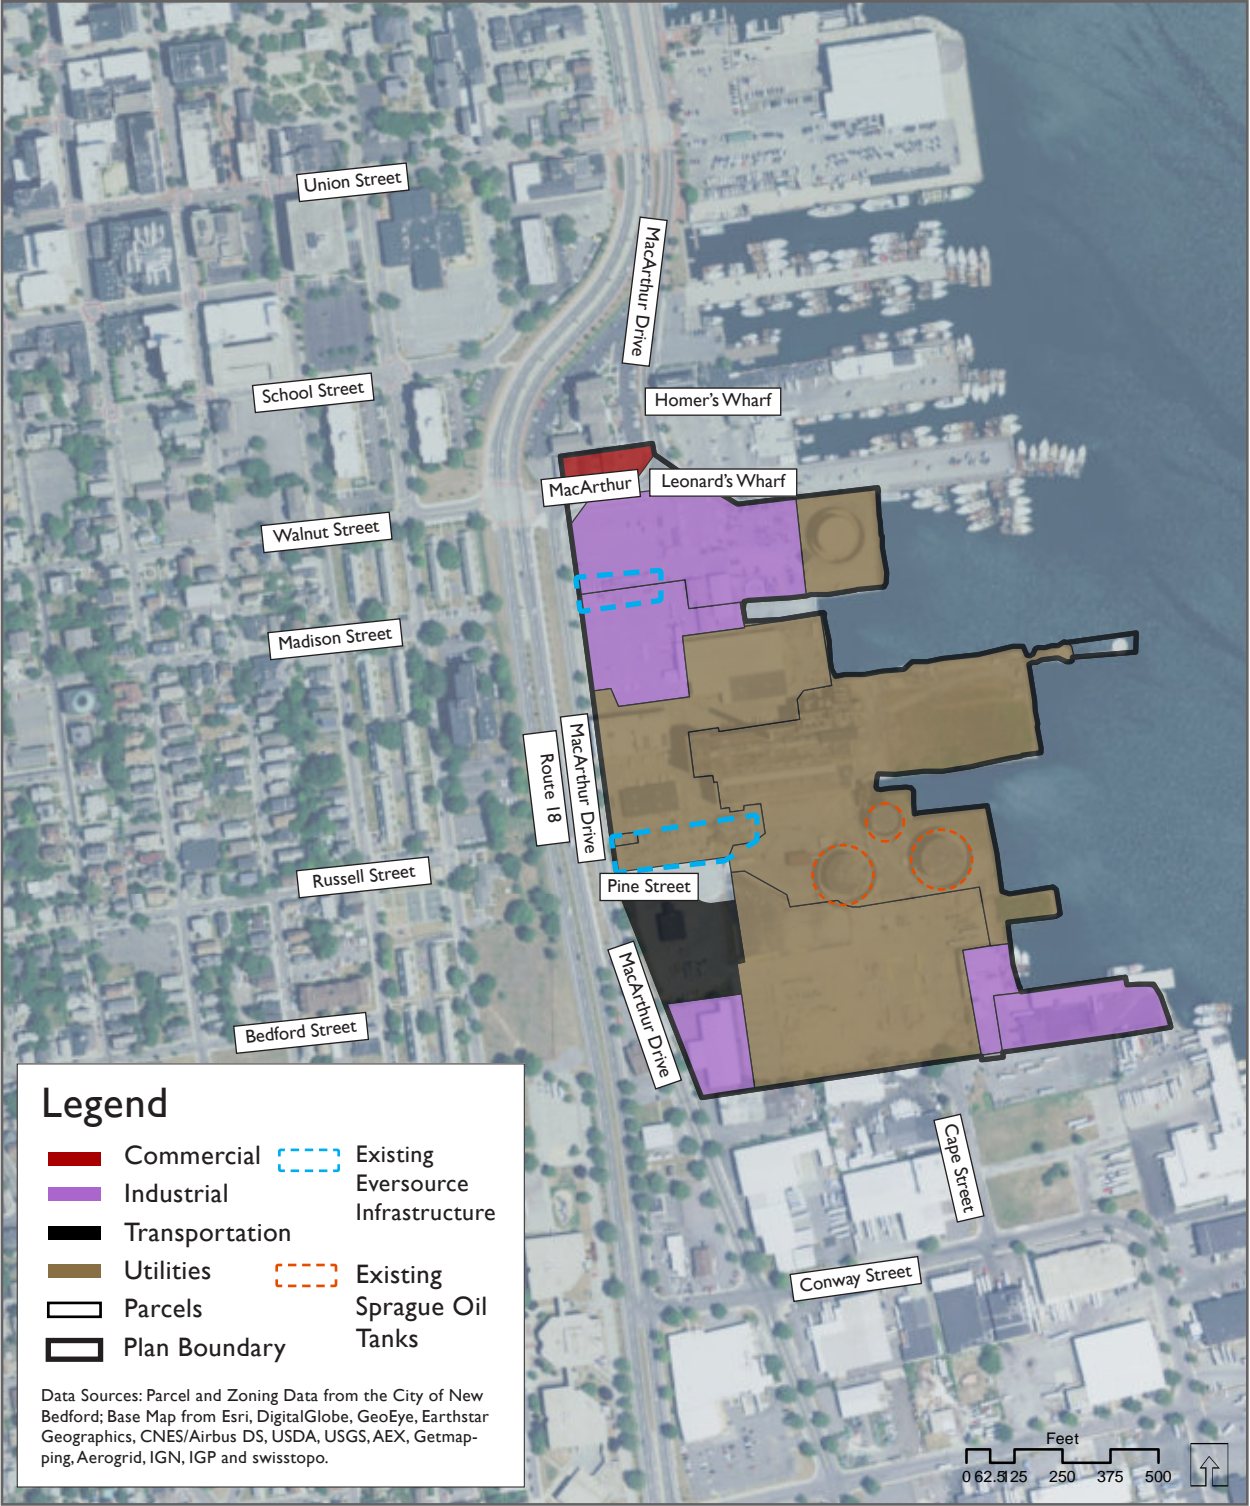 Union Street
MacArthur Drive
School Street
Homer's Wharf
MacArthur
Leonard's Wharf
Walnut Street
Madison Street
Route 18
MacArthur Drive
Russell Street
Pine Street
MacArthur Drive
Bedford Street
Cape Street
Conway Street
Legend
Commercial
Industrial
Transportation
Utilities
Parcels
Plan Boundary
Existing
Eversource
Infrastructure
Existing
Sprague Oil
Tanks
Data Sources: Parcel and Zoning Data from the City of New
Bedford; Base Map from Esri, DigitalGlobe, GeoEye, Earthstar
Geographics, CNES/Airbus DS, USDA, USGS, AEX, Getmap-
ping, Aerogrid, IGN, IGP and swisstopo.
Feet
0 62.5 125 250 375 500